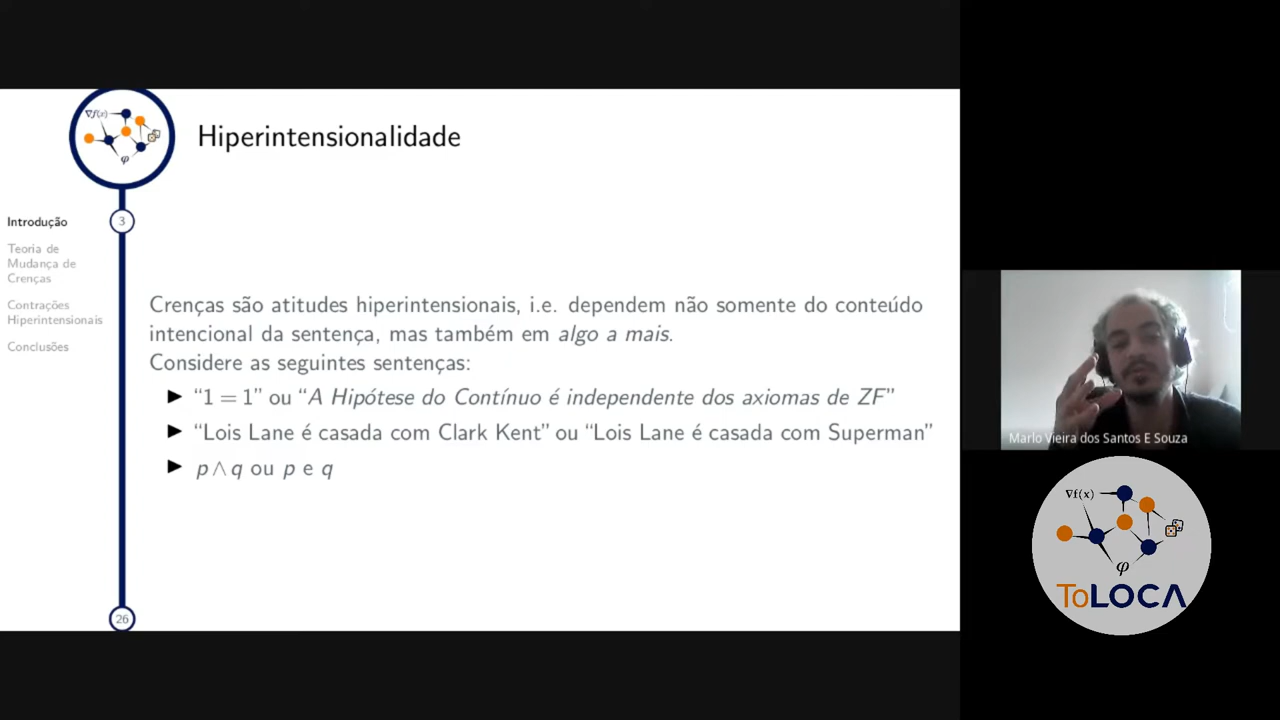 ∇f(x)
φ
Hiperintensionalidade
Introdução
3
Teoria de
Mudança de
Crenças
Contrações
Hiperintensionais
Conclusões
26
Crenças são atitudes hiperintensionais, i.e. dependem não somente do conteúdo
intencional da sentença, mas também em algo a mais.
Considere as seguintes sentenças:
▶ “1 = 1” ou “A Hipótese do Contínuo é independente dos axiomas de ZF”
▶ “Lois Lane é casada com Clark Kent” ou “Lois Lane é casada com Superman”
▶ p ∧ q ou p e q
Marlo Vieira dos Santos E Souza
∇f(x)
φ
ToLOCA